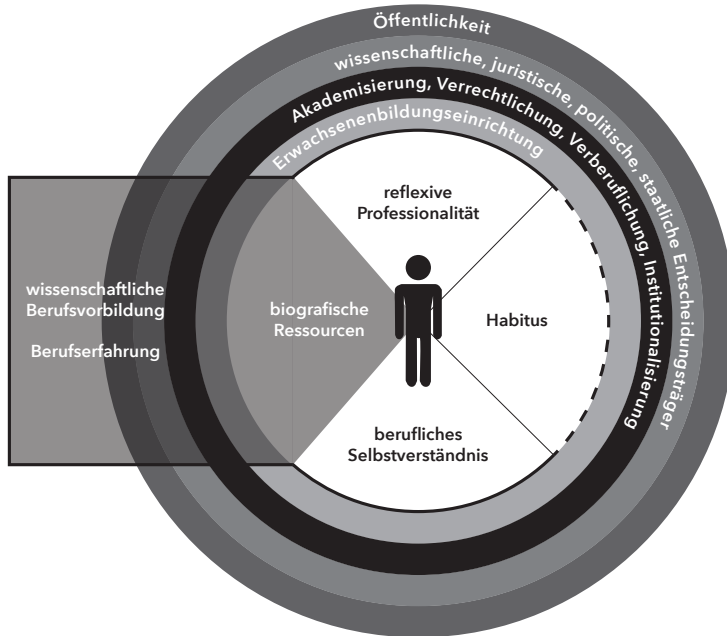 Öffentlichkeit
wissenschaftliche, juristische, politische, staatliche Entscheidungsträger
Akademisierung, Verrechtlichung, Verberuflichung, Institutionalisierung
Erwachsenenbildungseinrichtung
reflexive
Professionalität
wissenschaftliche
Berufsvorbildung
Berufserfahrung
biografische
Ressourcen
Habitus
berufliches
Selbstverständnis